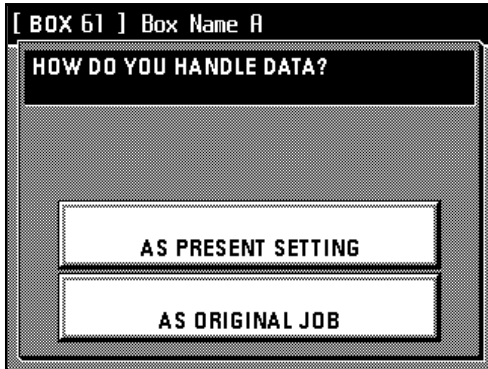 [ BOX 61 ] Box Name A
HOW DO YOU HANDLE DATA?
AS PRESENT SETTING
AS ORIGINAL JOB